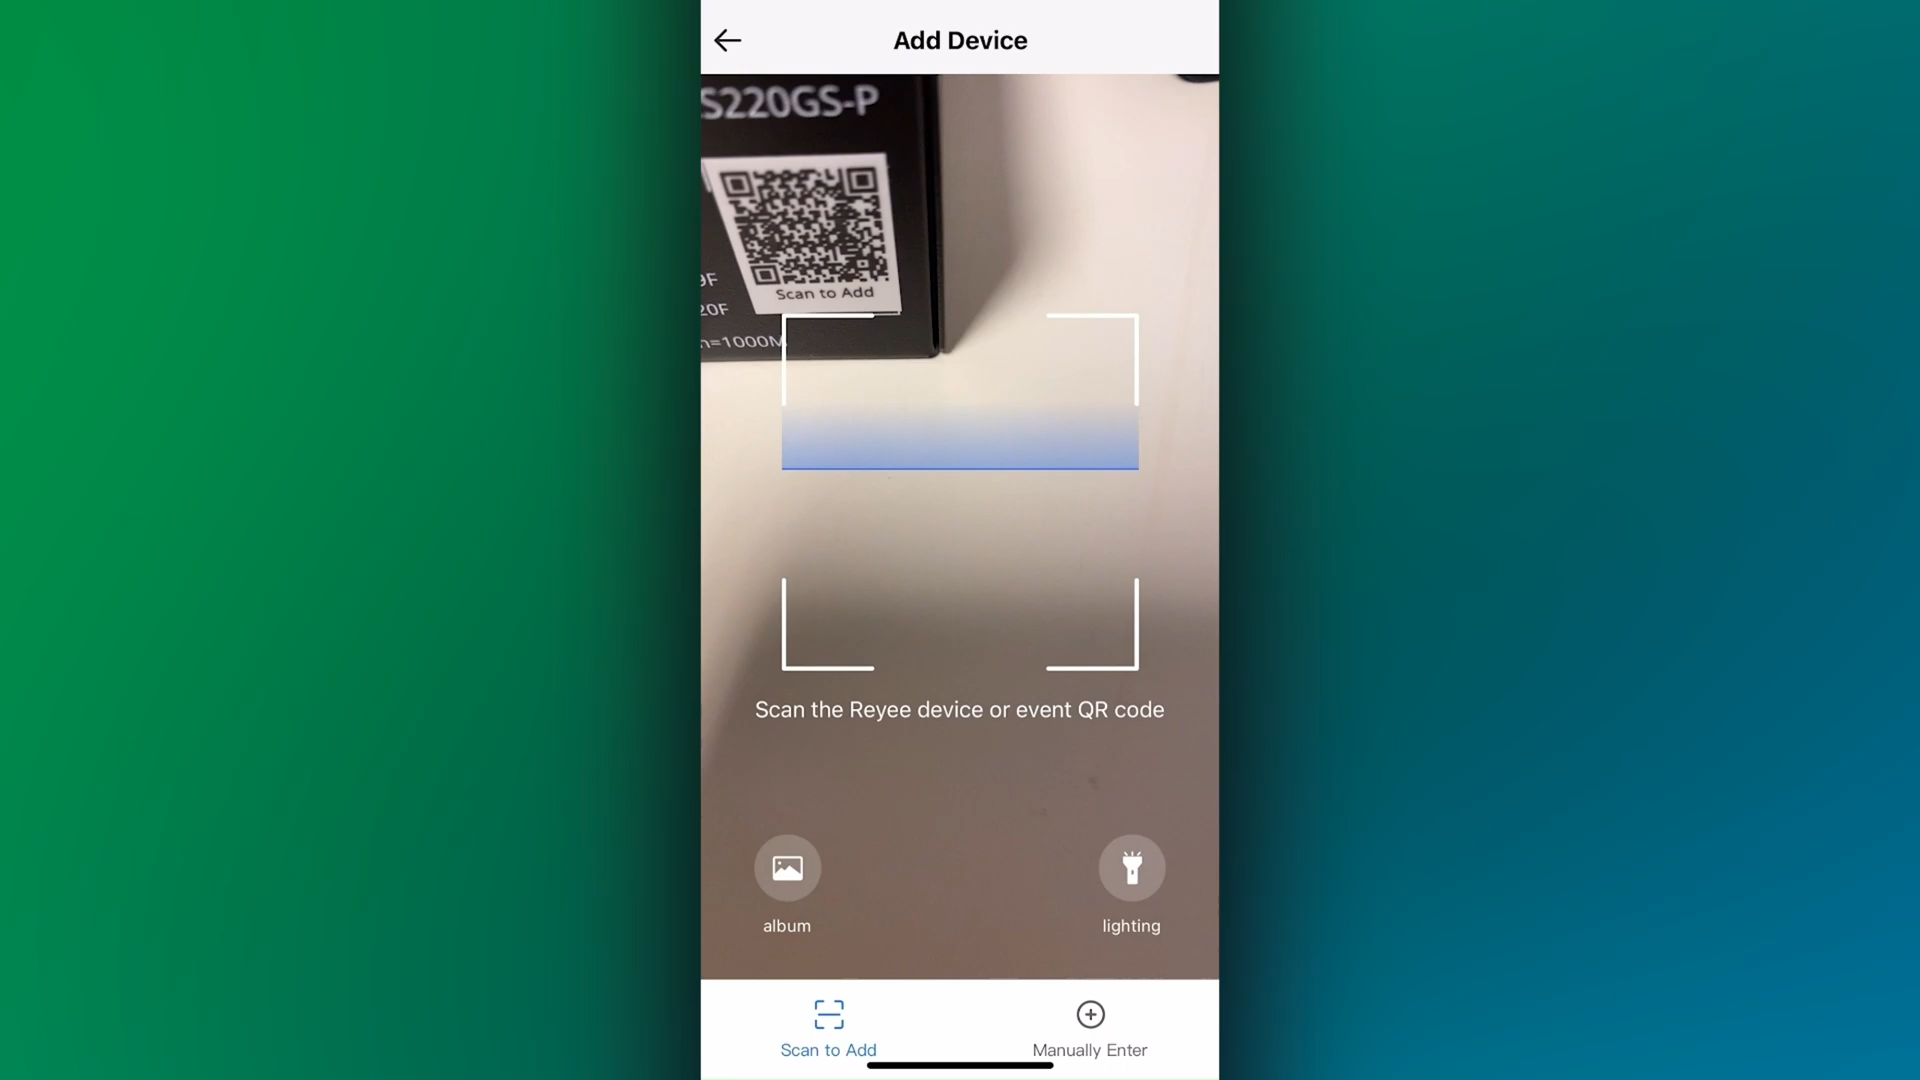 Add Device
S220GS-P
9F
Scan to Add
20F
n=1000M
Scan the Reyee device or event QR code
album
lighting
Scan to Add
Manually Enter